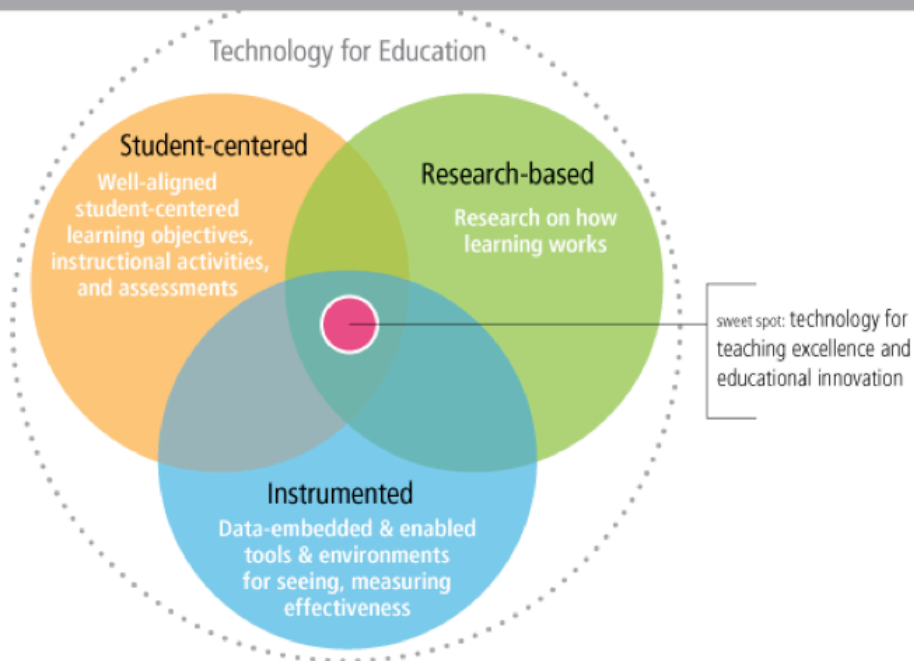 Technology for Education
Student-centered
Well-aligned
student-centered
learning objectives,
instructional activities,
and assessments
Research-based
Research on how
learning works
sweet spot: technology for
teaching excellence and
educational innovation
Instrumented
Data-embedded & enabled
tools & environments
for seeing, measuring
effectiveness